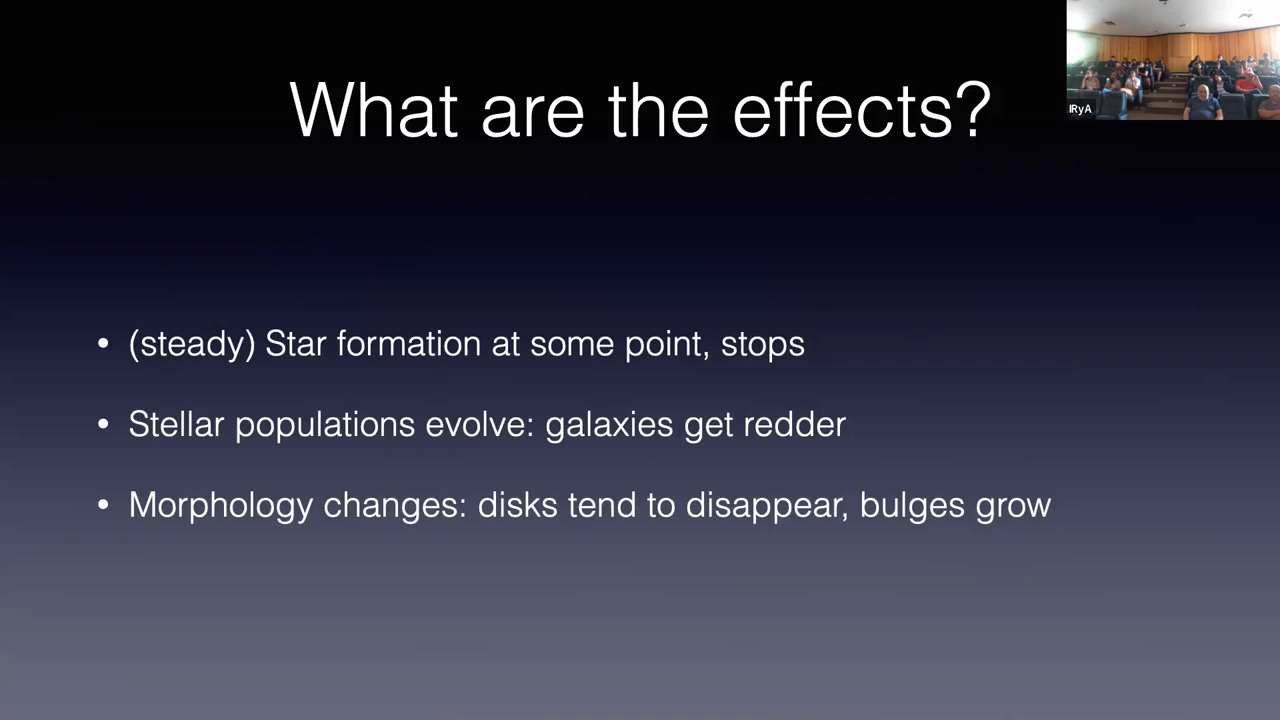 What are the effects?
IRyA
• (steady) Star formation at some point, stops
• Stellar populations evolve: galaxies get redder
• Morphology changes: disks tend to disappear, bulges grow